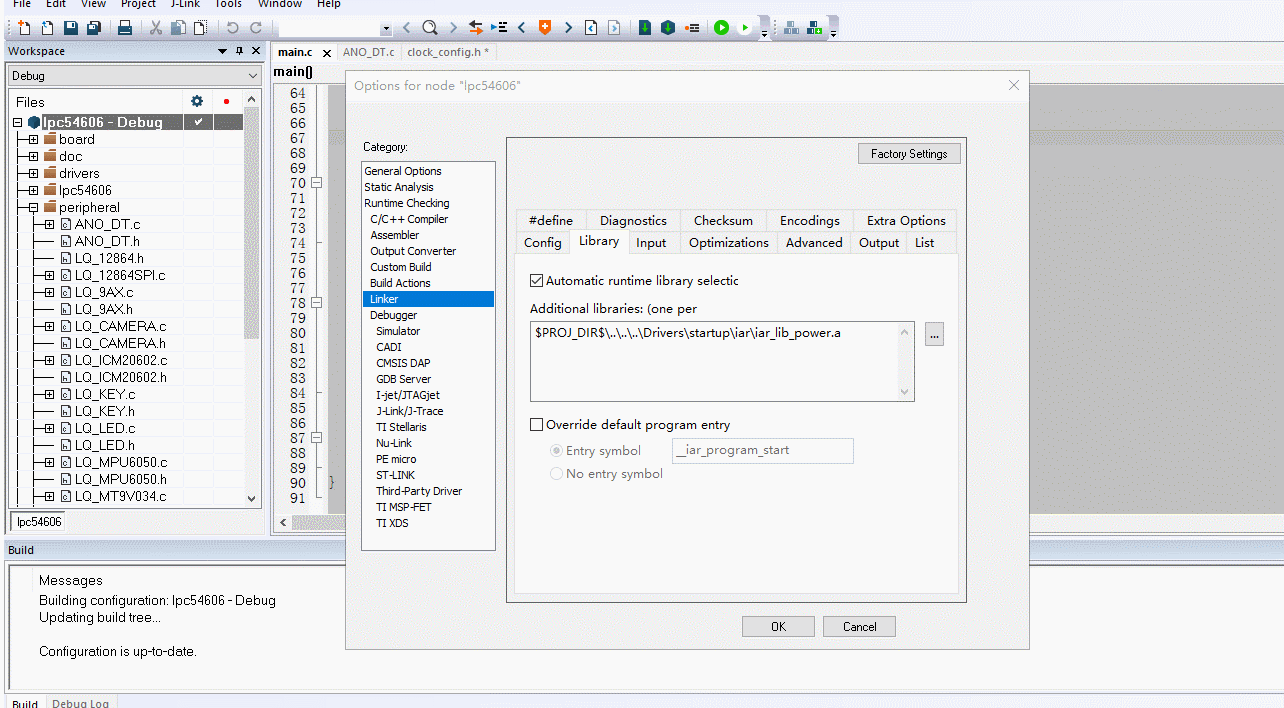 File Edit View Project J-Link Tools Window Help
Workspace
main.c ANO_DT.c clock_config.h *
Debug
main()
Files
lpc54606 - Debug
board
doc
drivers
lpc54606
peripheral
ANO_DT.c
ANO_DT.h
LQ_12864.h
LQ_12864SPI.c
LQ_9AX.c
LQ_9AX.h
LQ_CAMERA.c
LQ_CAMERA.h
LQ_ICM20602.c
LQ_ICM20602.h
LQ_KEY.c
LQ_KEY.h
LQ_LED.c
LQ_LED.h
LQ_MPU6050.c
LQ_MPU6050.h
LQ_MT9V034.c
lpc54606
64
65
66
67
68
69
70
71
72
73
74
75
76
77
78
79
80
81
82
83
84
85
86
87
88
89
90 }
91
Options for node "lpc54606"
Category:
General Options
Static Analysis
Runtime Checking
C/C++ Compiler
Assembler
Output Converter
Custom Build
Build Actions
Linker
Debugger
Simulator
CADI
CMSIS DAP
GDB Server
I-jet/JTAGjet
J-Link/J-Trace
TI Stellaris
Nu-Link
PE micro
ST-LINK
Third-Party Driver
TI MSP-FET
TI XDS
Factory Settings
#define Diagnostics Checksum Encodings Extra Options
Config Library Input Optimizations Advanced Output List
Automatic runtime library selectic
Additional libraries: (one per
$PROJ_DIR$\..\..\..\Drivers\startup\iar\iar_lib_power.a
...
Override default program entry
Entry symbol __iar_program_start
No entry symbol
OK Cancel
Build
Messages
Building configuration: lpc54606 - Debug
Updating build tree...
Configuration is up-to-date.
Build Debug Log